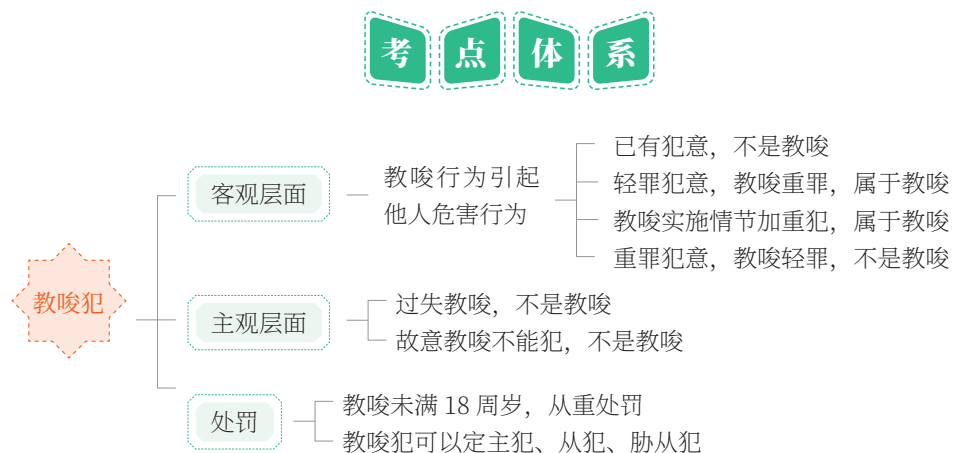 考点体系
教唆犯
客观层面
教唆行为引起
他人危害行为
已有犯意，不是教唆
轻罪犯意，教唆重罪，属于教唆
教唆实施情节加重犯，属于教唆
重罪犯意，教唆轻罪，不是教唆
主观层面
过失教唆，不是教唆
故意教唆不能犯，不是教唆
处罚
教唆未满 18 周岁，从重处罚
教唆犯可以定主犯、从犯、胁从犯